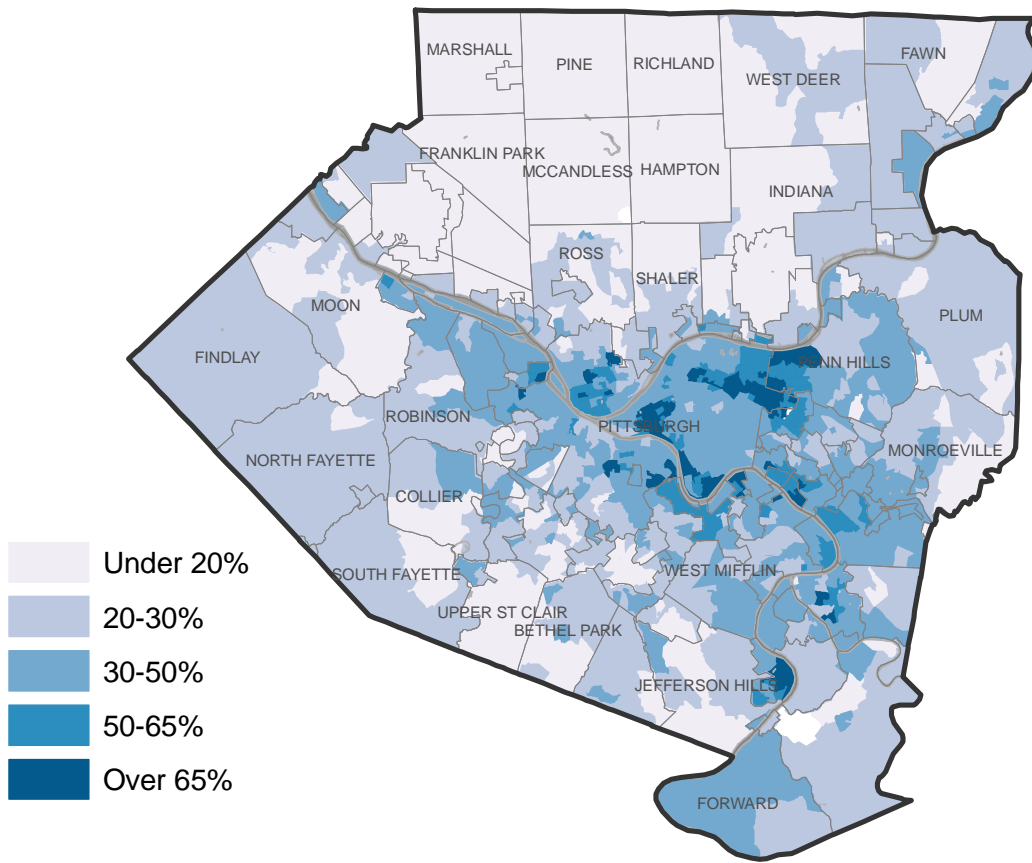 MARSHALL
PINE
RICHLAND
WEST DEER
FAWN
FRANKLIN PARK
MCCANDLESS
HAMPTON
INDIANA
ROSS
SHALER
MOON
PLUM
FINDLAY
PENN HILLS
ROBINSON
PITTSBURGH
NORTH FAYETTE
MONROEVILLE
COLLIER
SOUTH FAYETTE
WEST MIFFLIN
UPPER ST CLAIR
BETHEL PARK
JEFFERSON HILLS
FORWARD
Under 20%
20-30%
30-50%
50-65%
Over 65%